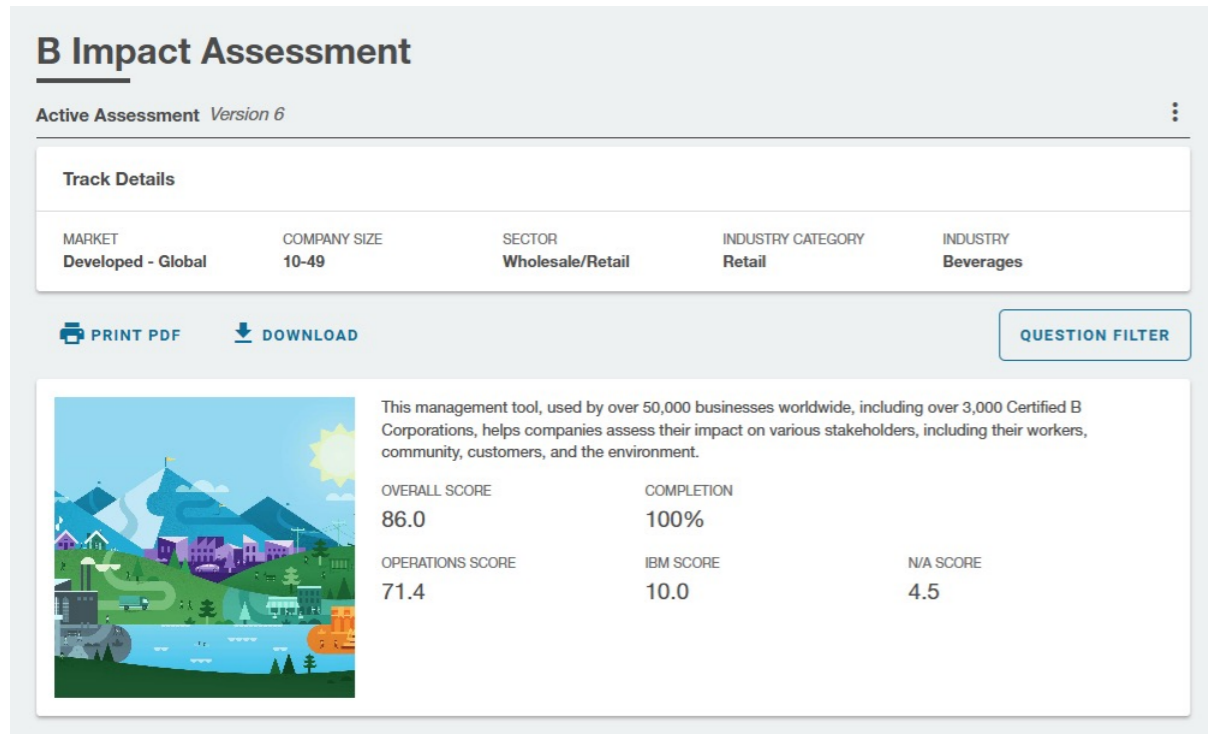 B Impact Assessment
Active Assessment Version 6
Track Details
MARKET
Developed - Global
COMPANY SIZE
10-49
SECTOR
Wholesale/Retail
INDUSTRY CATEGORY
Retail
INDUSTRY
Beverages
PRINT PDF
DOWNLOAD
QUESTION FILTER
This management tool, used by over 50,000 businesses worldwide, including over 3,000 Certified B
Corporations, helps companies assess their impact on various stakeholders, including their workers,
community, customers, and the environment.
OVERALL SCORE
86.0
COMPLETION
100%
OPERATIONS SCORE
71.4
IBM SCORE
10.0
N/A SCORE
4.5